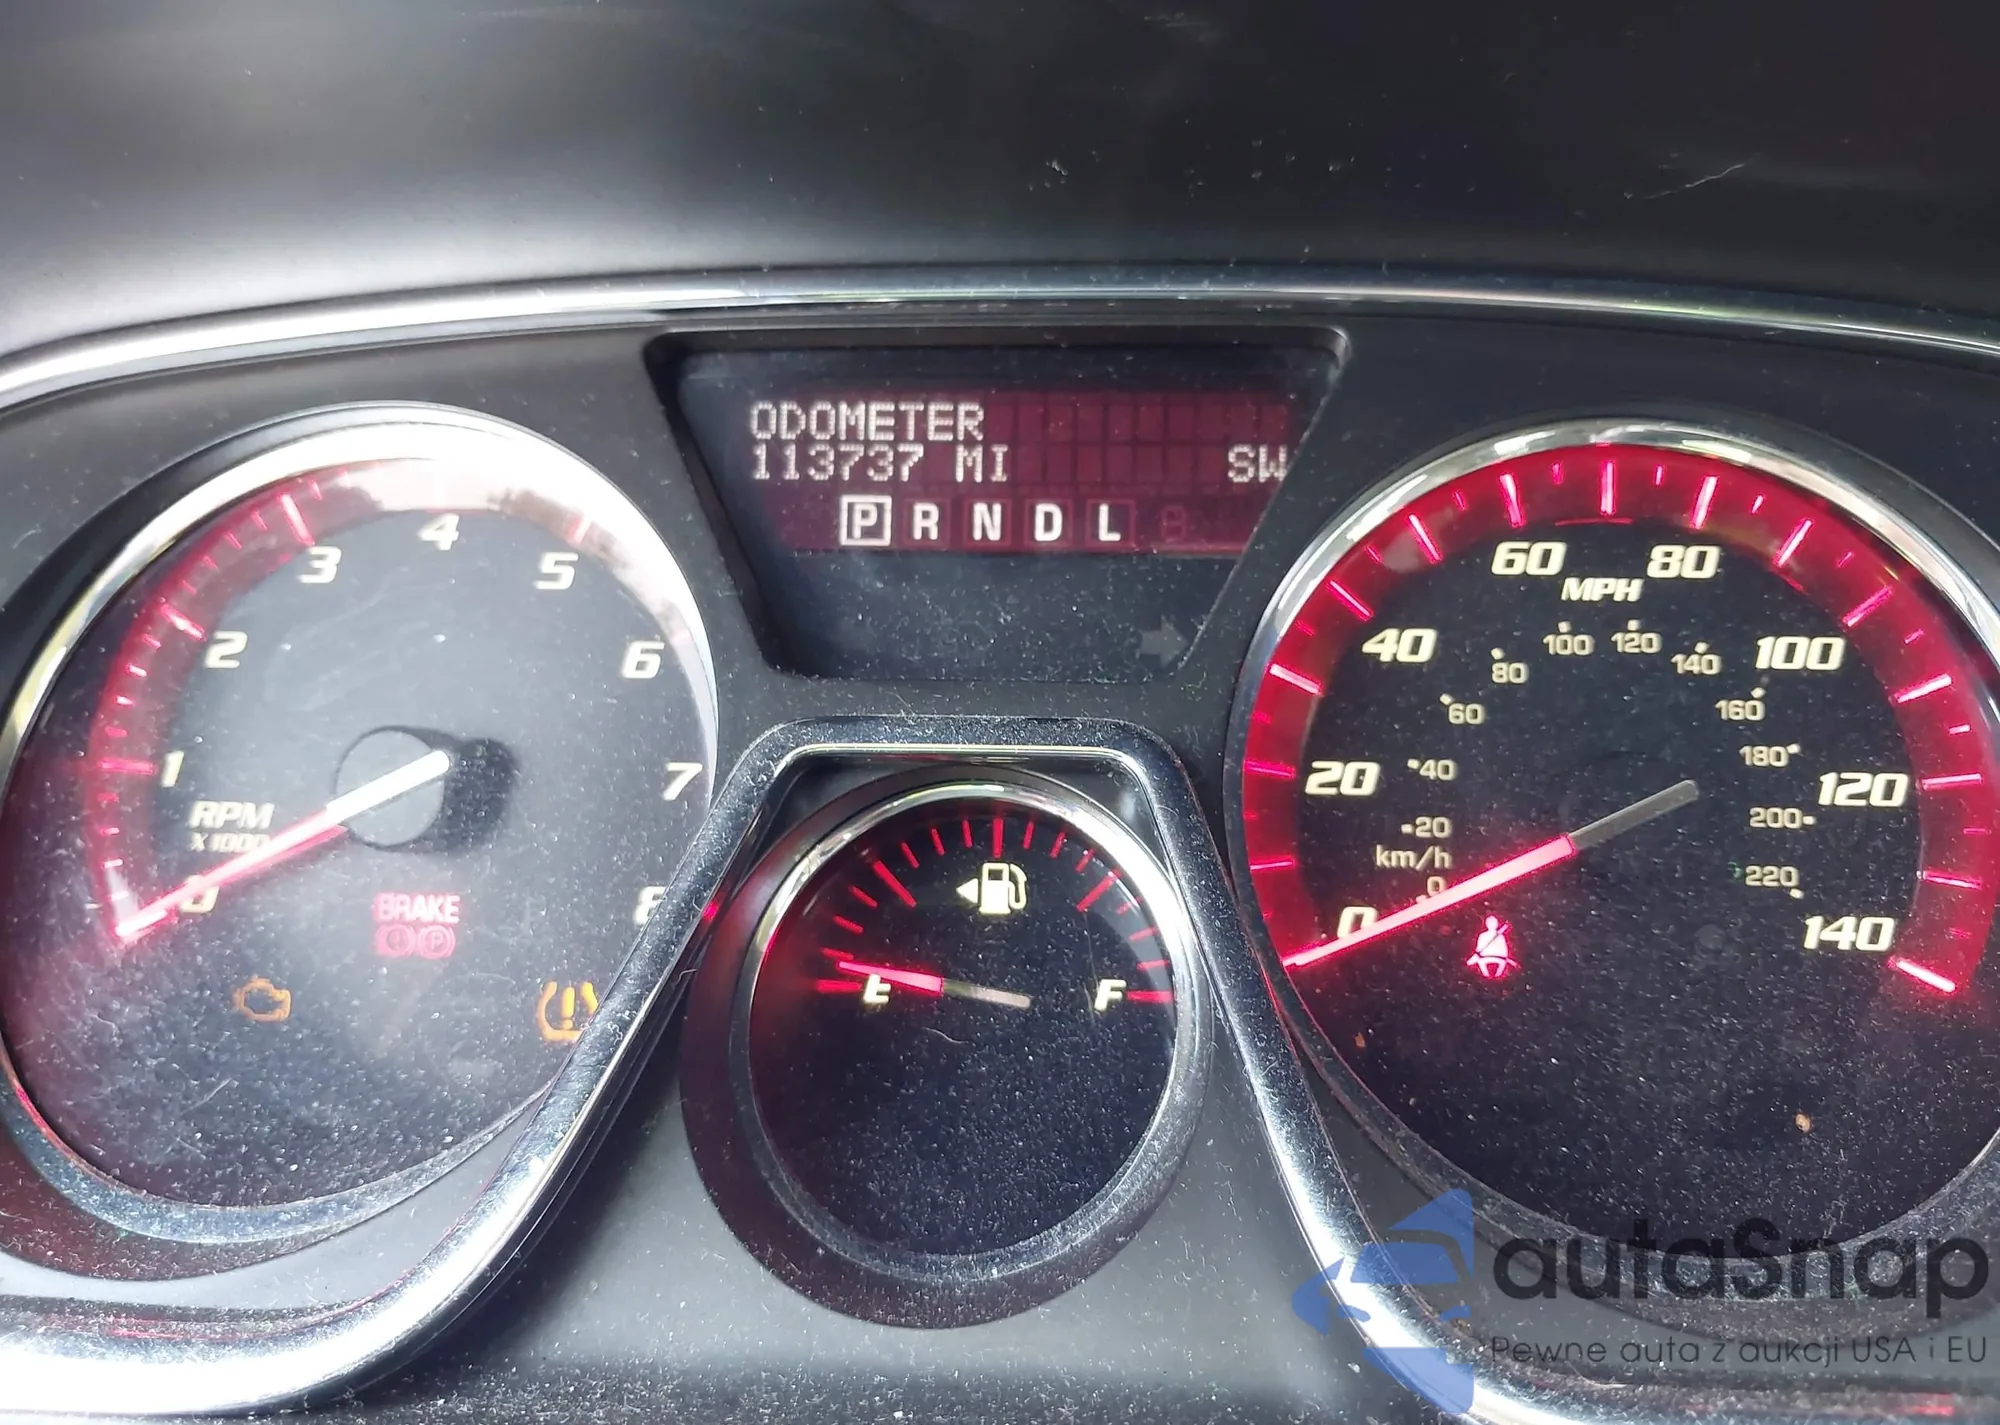 ODOMETER
113737 MI SW
P R N D L
0 1 2 3 4 5 6 7 8
RPM
X1000
BRAKE
P
E F
0 20 40 60 80 100 120 140
MPH
0 20 40 60 80 100 120 140 160 180 200 220
km/h
autaSnap
Pewne auta z aukcji USA i EU